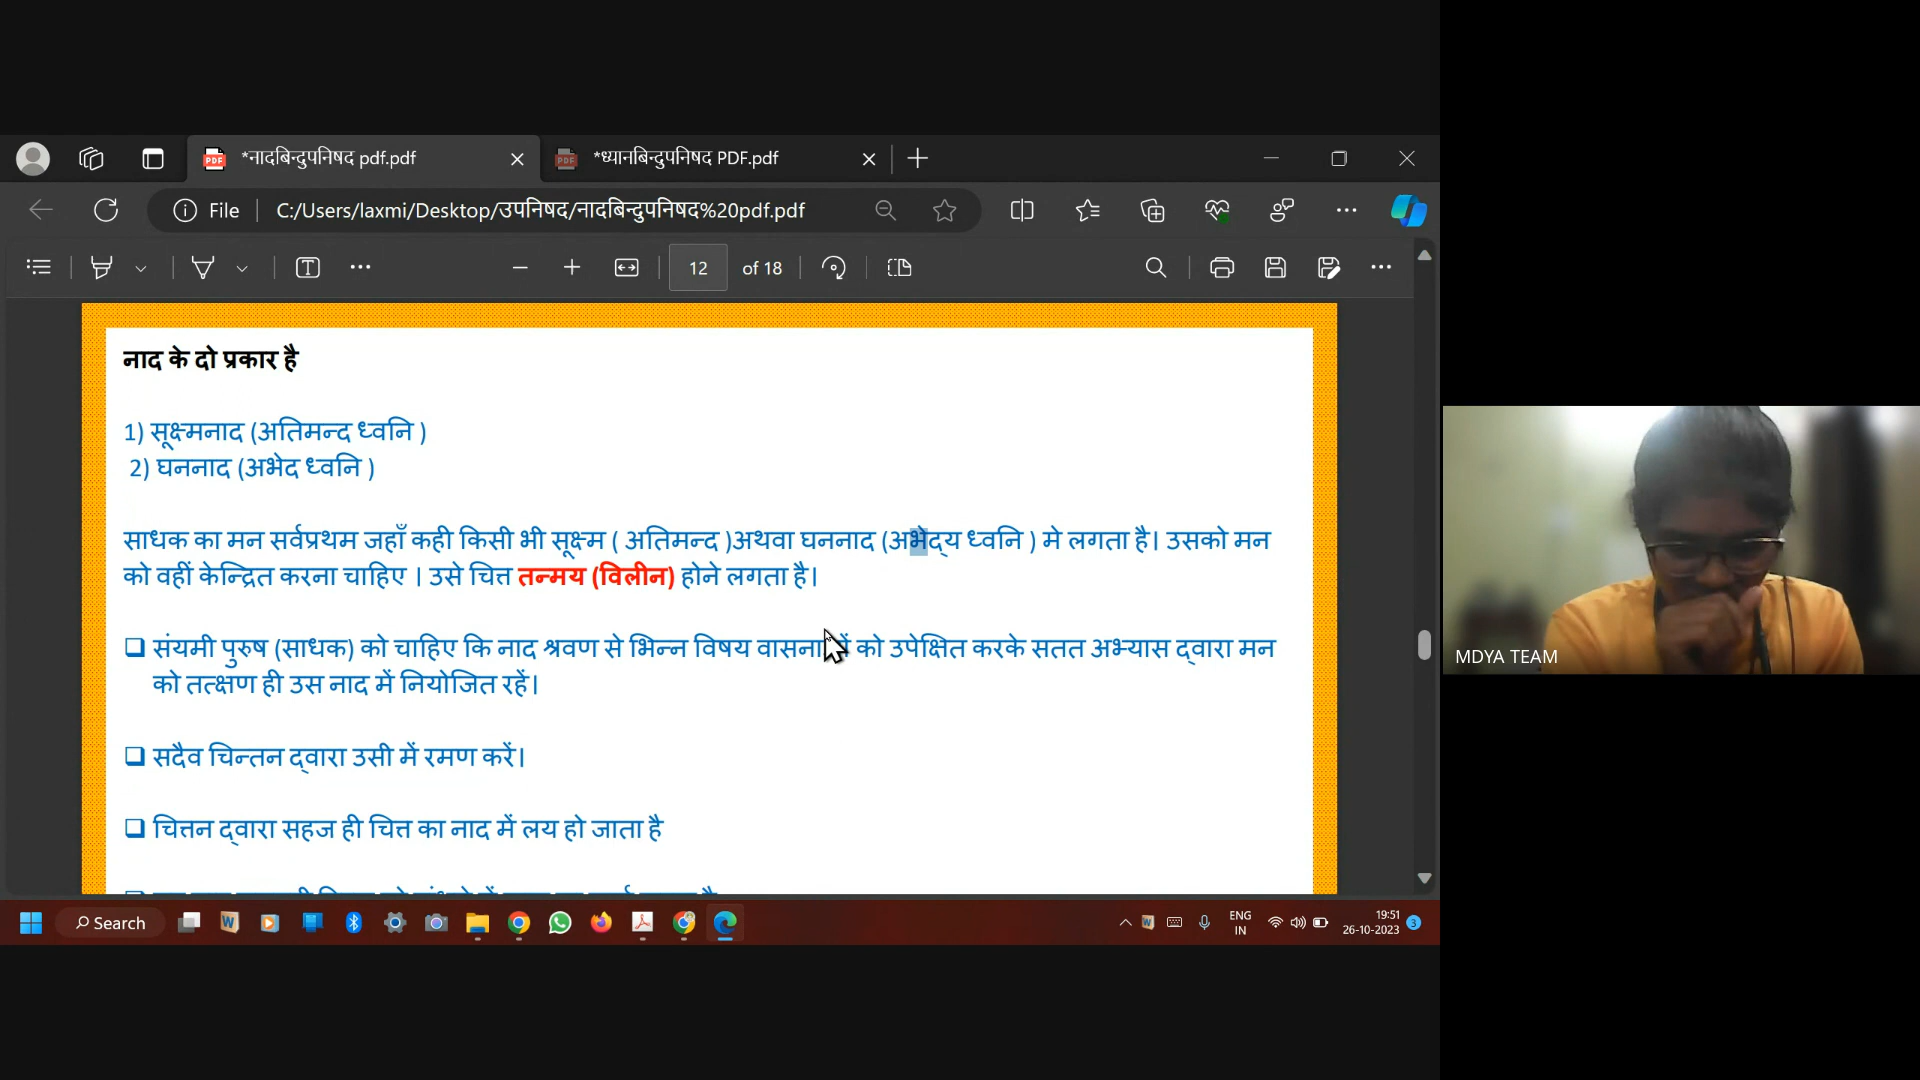 *नादबिन्दुपनिषद pdf.pdf
*ध्यानबिन्दुपनिषद PDF.pdf
File
C:/Users/laxmi/Desktop/उपनिषद/नादबिन्दुपनिषद%20pdf.pdf
12 of 18
नाद के दो प्रकार है
1) सूक्ष्मनाद (अतिमन्द ध्वनि )
2) घननाद (अभेद ध्वनि )
साधक का मन सर्वप्रथम जहाँ कही किसी भी सूक्ष्म ( अतिमन्द )अथवा घननाद (अभेद्य ध्वनि ) मे लगता है। उसको मन
को वहीं केन्द्रित करना चाहिए । उसे चित्त तन्मय (विलीन) होने लगता है।
❑ संयमी पुरुष (साधक) को चाहिए कि नाद श्रवण से भिन्न विषय को उपेक्षित करके सतत अभ्यास द्वारा मन
को तत्क्षण ही उस नाद में नियोजित रहें।
❑ सदैव चिन्तन द्वारा उसी में रमण करें।
❑ चित्तन द्वारा सहज ही चित्त का नाद में लय हो जाता है
MDYA TEAM
Search
ENG
IN
19:51
26-10-2023
3